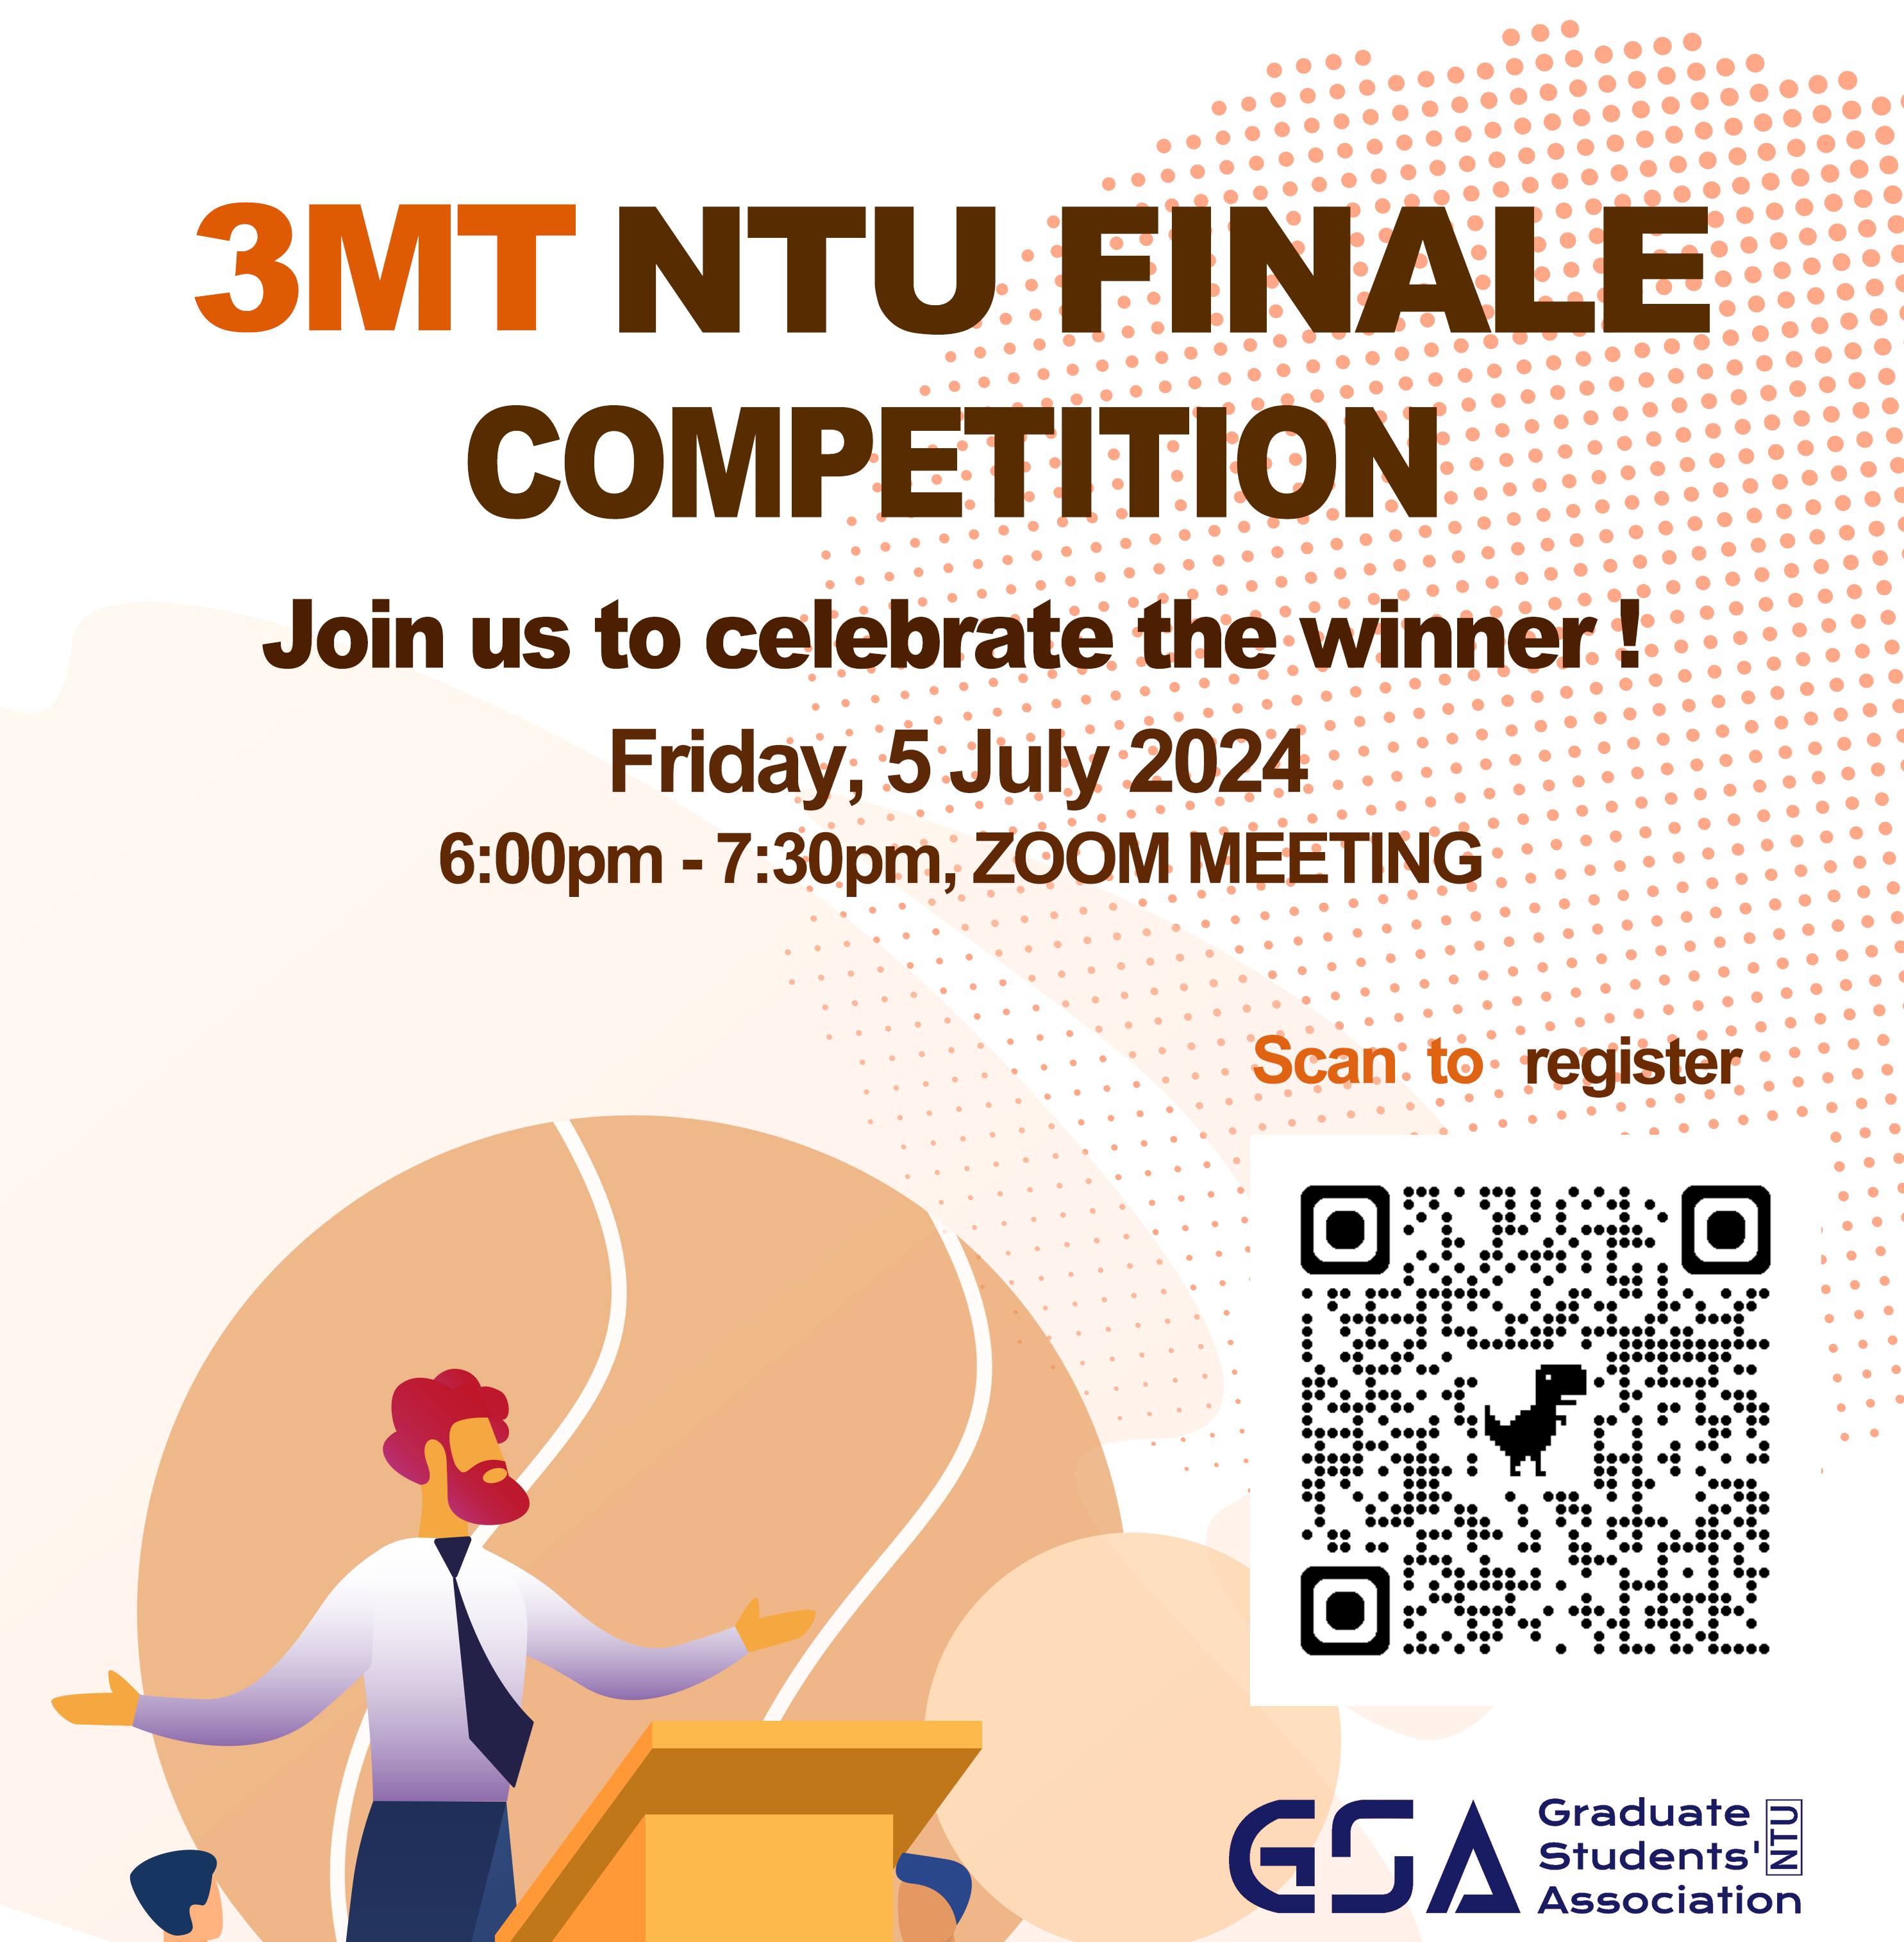 3MT NTU FINALE
COMPETITION
Join us to celebrate the winner !
Friday, 5 July 2024
6:00pm - 7:30pm, ZOOM MEETING
Scan to register
GSA
Graduate
Students'
Association
NTU